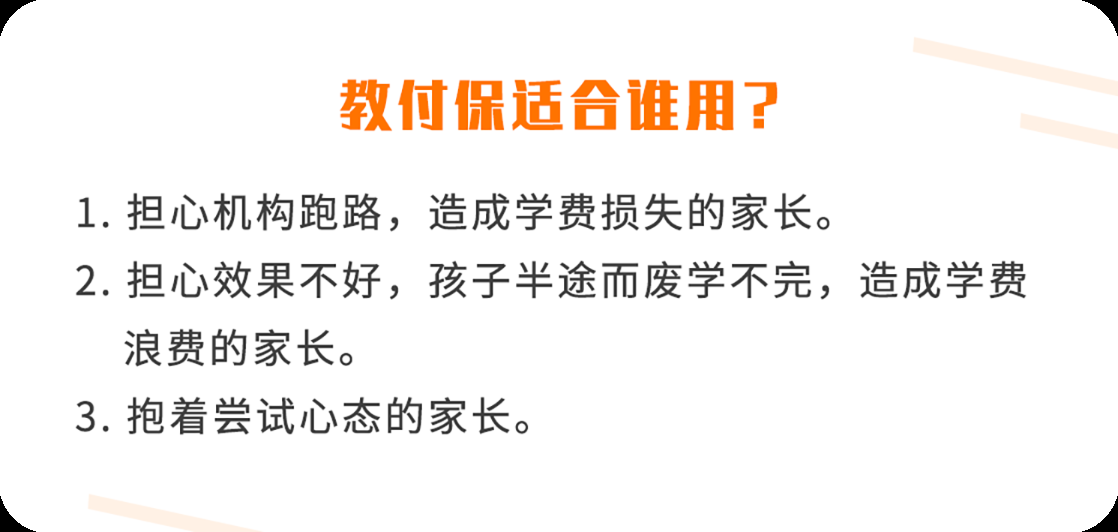 教付保适合谁用?
1. 担心机构跑路，造成学费损失的家长。
2. 担心效果不好，孩子半途而废学不完，造成学费
浪费的家长。
3. 抱着尝试心态的家长。